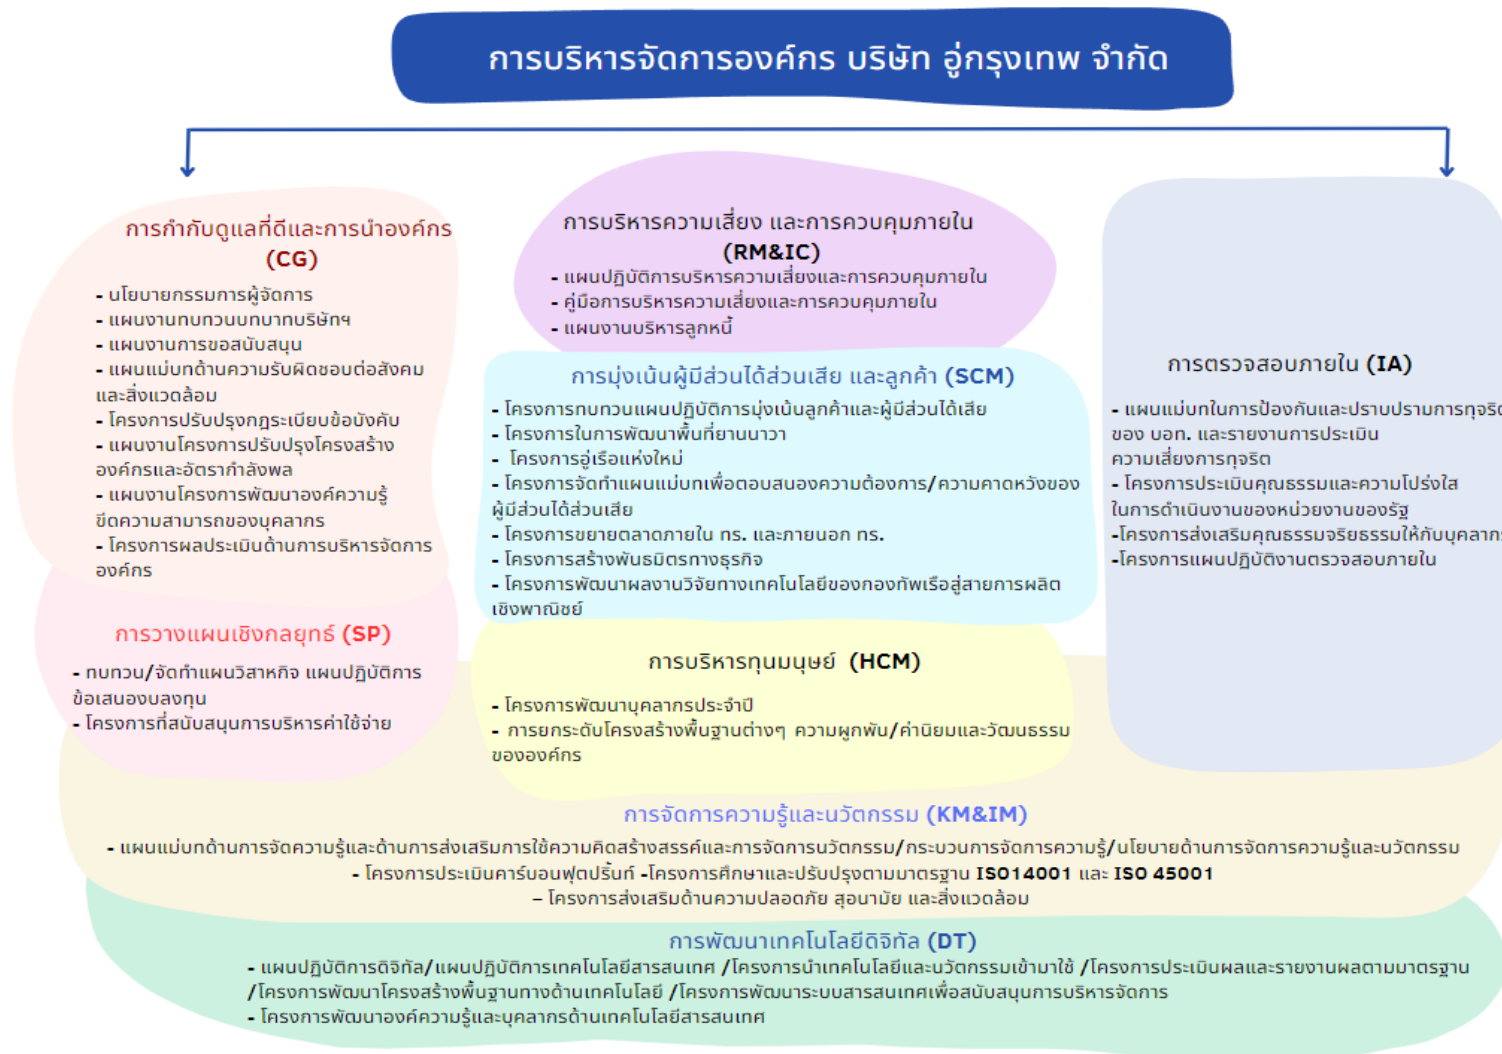 การบริหารจัดการองค์กร บริษัท อู่กรุงเทพ จำกัด
การกำกับดูแลที่ดีและการนำองค์กร
(CG)
- นโยบายกรรมการผู้จัดการ
- แผนงานทบทวนบทบาทบริษัทฯ
- แผนงานการขอสนับสนุน
- แผนแม่บทด้านความรับผิดชอบต่อสังคม
และสิ่งแวดล้อม
- โครงการปรับปรุงกฎระเบียบข้อบังคับ
- แผนงานโครงการปรับปรุงโครงสร้าง
องค์กรและอัตรากำลังพล
- แผนงานโครงการพัฒนาองค์ความรู้
ขีดความสามารถของบุคลากร
- โครงการผลประเมินด้านการบริหารจัดการ
องค์กร
การวางแผนเชิงกลยุทธ์ (SP)
- ทบทวน/จัดทำแผนวิสาหกิจ แผนปฏิบัติการ
ข้อเสนองบลงทุน
- โครงการที่สนับสนุนการบริหารค่าใช้จ่าย
การบริหารความเสี่ยง และการควบคุมภายใน
(RM&IC)
- แผนปฏิบัติการบริหารความเสี่ยงและการควบคุมภายใน
- คู่มือการบริหารความเสี่ยงและการควบคุมภายใน
- แผนงานบริหารลูกหนี้
การมุ่งเน้นผู้มีส่วนได้ส่วนเสีย และลูกค้า (SCM)
- โครงการทบทวนแผนปฏิบัติการมุ่งเน้นลูกค้าและผู้มีส่วนได้เสีย
- โครงการในการพัฒนาพื้นที่ยานนาวา
- โครงการอู่เรือแห่งใหม่
- โครงการจัดทำแผนแม่บทเพื่อตอบสนองความต้องการ/ความคาดหวังของ
ผู้มีส่วนได้ส่วนเสีย
- โครงการขยายตลาดภายใน ทร. และภายนอก ทร.
- โครงการสร้างพันธมิตรทางธุรกิจ
- โครงการพัฒนาผลงานวิจัยทางเทคโนโลยีของกองทัพเรือสู่สายการผลิต
เชิงพาณิชย์
การบริหารทุนมนุษย์ (HCM)
- โครงการพัฒนาบุคลากรประจำปี
- การยกระดับโครงสร้างพื้นฐานต่างๆ ความผูกพัน/ค่านิยมและวัฒนธรรม
ขององค์กร
การตรวจสอบภายใน (IA)
- แผนแม่บทในการป้องกันและปราบปรามการทุจริต
ของ บอท. และรายงานการประเมิน
ความเสี่ยงการทุจริต
- โครงการประเมินคุณธรรมและความโปร่งใส
ในการดำเนินงานของหน่วยงานของรัฐ
-โครงการส่งเสริมคุณธรรมจริยธรรมให้กับบุคลากร
-โครงการแผนปฏิบัติงานตรวจสอบภายใน
การจัดการความรู้และนวัตกรรม (KM&IM)
- แผนแม่บทด้านการจัดความรู้และด้านการส่งเสริมการใช้ความคิดสร้างสรรค์และการจัดการนวัตกรรม/กระบวนการจัดการความรู้/นโยบายด้านการจัดการความรู้และนวัตกรรม
- โครงการประเมินคาร์บอนฟุตปริ้นท์ -โครงการศึกษาและปรับปรุงตามมาตรฐาน ISO14001 และ ISO 45001
– โครงการส่งเสริมด้านความปลอดภัย สุอนามัย และสิ่งแวดล้อม
การพัฒนาเทคโนโลยีดิจิทัล (DT)
- แผนปฏิบัติการดิจิทัล/แผนปฏิบัติการเทคโนโลยีสารสนเทศ /โครงการนำเทคโนโลยีและนวัตกรรมเข้ามาใช้ /โครงการประเมินผลและรายงานผลตามมาตรฐาน
/โครงการพัฒนาโครงสร้างพื้นฐานทางด้านเทคโนโลยี /โครงการพัฒนาระบบสารสนเทศเพื่อสนับสนุนการบริหารจัดการ
- โครงการพัฒนาองค์ความรู้และบุคลากรด้านเทคโนโลยีสารสนเทศ